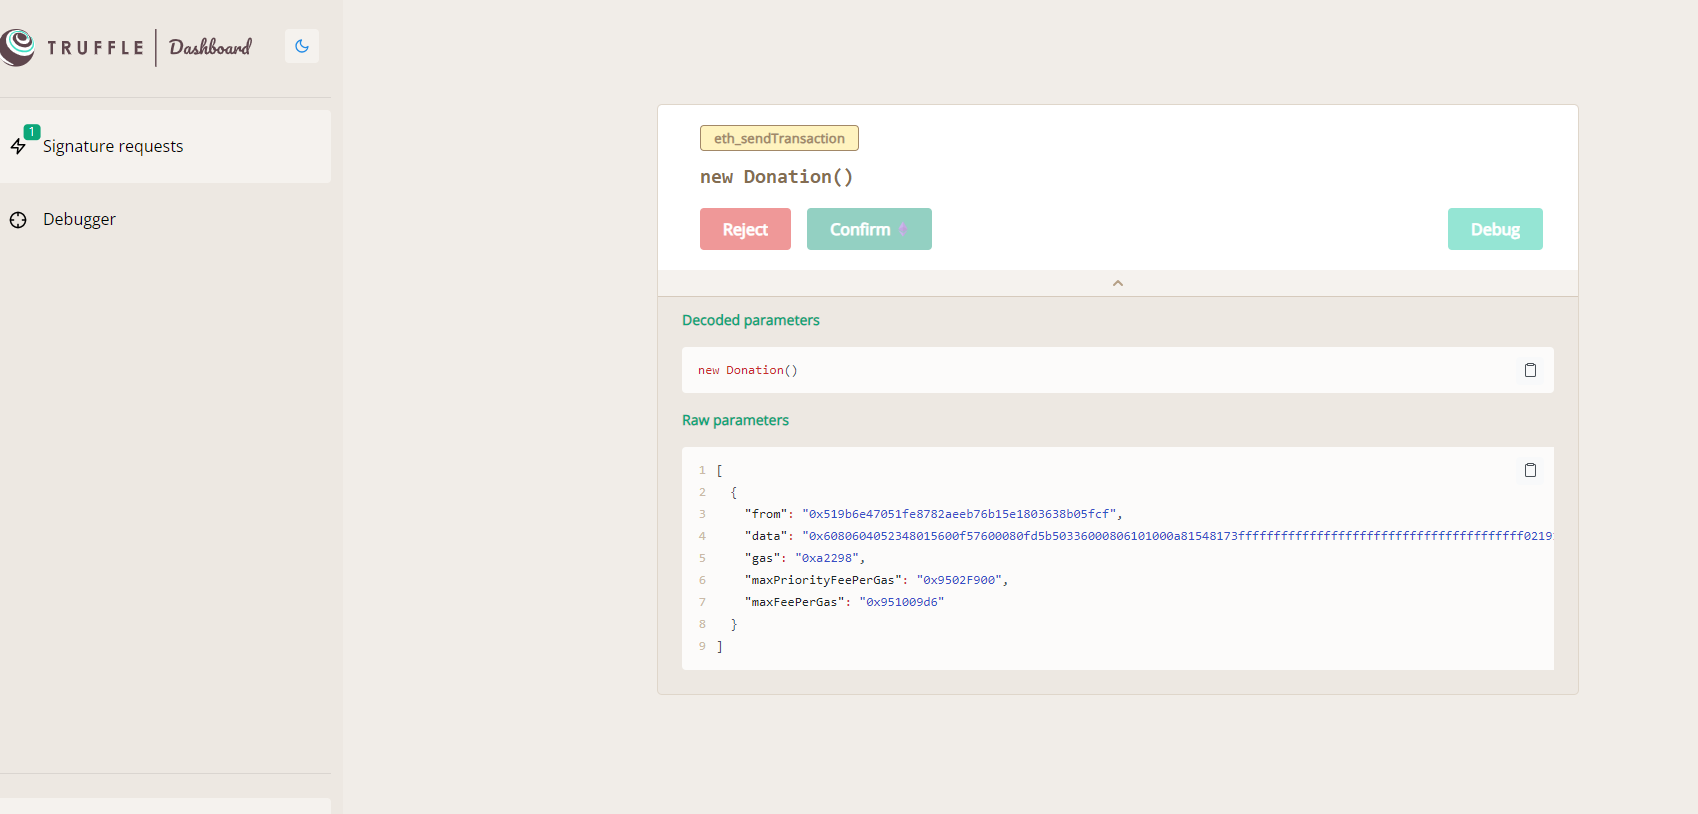 TRUFFLE Dashboard
1
Signature requests
Debugger
eth_sendTransaction
new Donation()
Reject
Confirm
Debug
Decoded parameters
new Donation()
Raw parameters
1 [
2 {
3 "from": "0x519b6e47051fe8782aeeb76b15e1803638b05fcf",
4 "data": "0x6080604052348015600f57600080fd5b50336000806101000a81548173ffffffffffffffffffffffffffffffffffffffff0219
5 "gas": "0xa2298",
6 "maxPriorityFeePerGas": "0x9502F900",
7 "maxFeePerGas": "0x951009d6"
8 }
9 ]